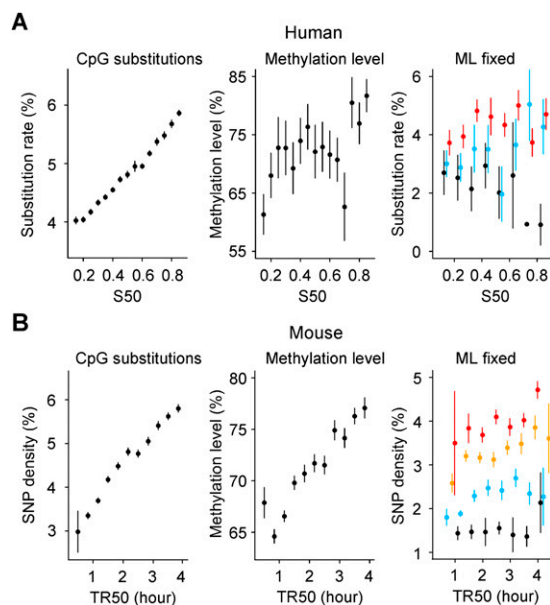 A
Human
CpG substitutions
Methylation level
ML fixed
Substitution rate (%)
6
5
4
0.2 0.4 0.6 0.8
S50
Methylation level (%)
85
75
65
55
0.2 0.4 0.6 0.8
S50
Substitution rate (%)
6
4
2
0
0.2 0.4 0.6 0.8
S50
B
Mouse
CpG substitutions
Methylation level
ML fixed
SNP density (%)
6
5
4
3
1 2 3 4
TR50 (hour)
Methylation level (%)
80
75
70
65
1 2 3 4
TR50 (hour)
SNP density (%)
5
4
3
2
1
1 2 3 4
TR50 (hour)